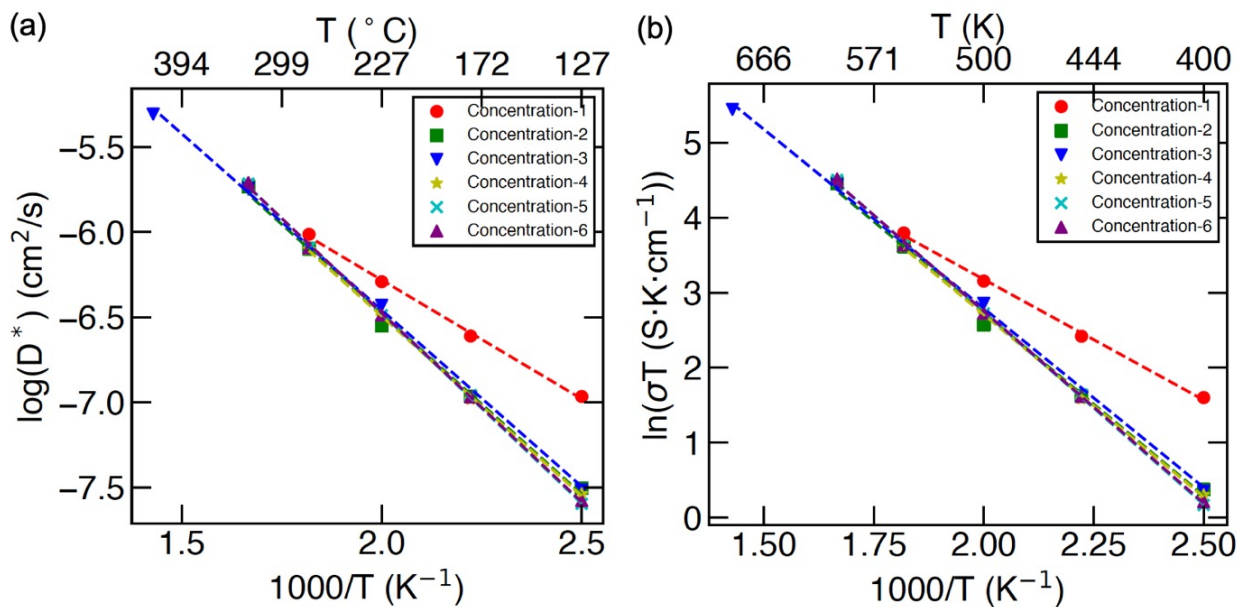 (a)
T (°C)
394 299 227 172 127
Concentration-1
Concentration-2
Concentration-3
Concentration-4
Concentration-5
Concentration-6
log(D*) (cm²/s)
−5.5
−6.0
−6.5
−7.0
−7.5
1.5 2.0 2.5
1000/T (K⁻¹)
(b)
T (K)
666 571 500 444 400
Concentration-1
Concentration-2
Concentration-3
Concentration-4
Concentration-5
Concentration-6
ln(σT (S·K·cm⁻¹))
5
4
3
2
1
0
1.50 1.75 2.00 2.25 2.50
1000/T (K⁻¹)